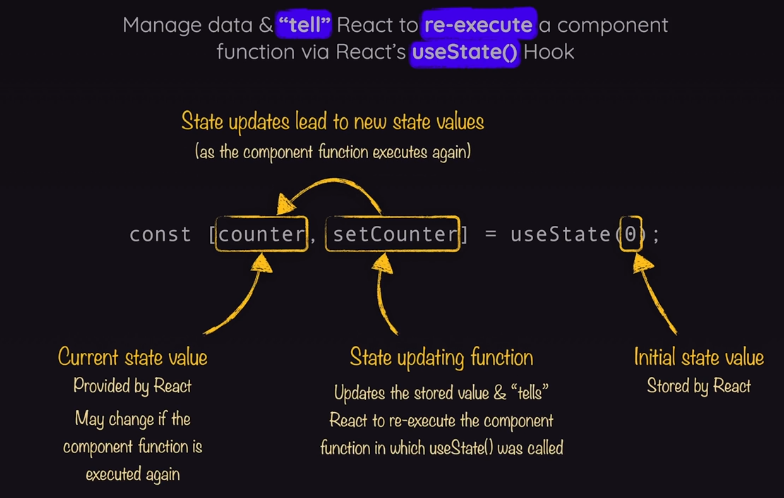 Manage data & “tell” React to re-execute a component
function via React’s useState() Hook
State updates lead to new state values
(as the component function executes again)
const [counter, setCounter] = useState(0);
Current state value
Provided by React
May change if the
component function is
executed again
State updating function
Updates the stored value & “tells”
React to re-execute the component
function in which useState() was called
Initial state value
Stored by React